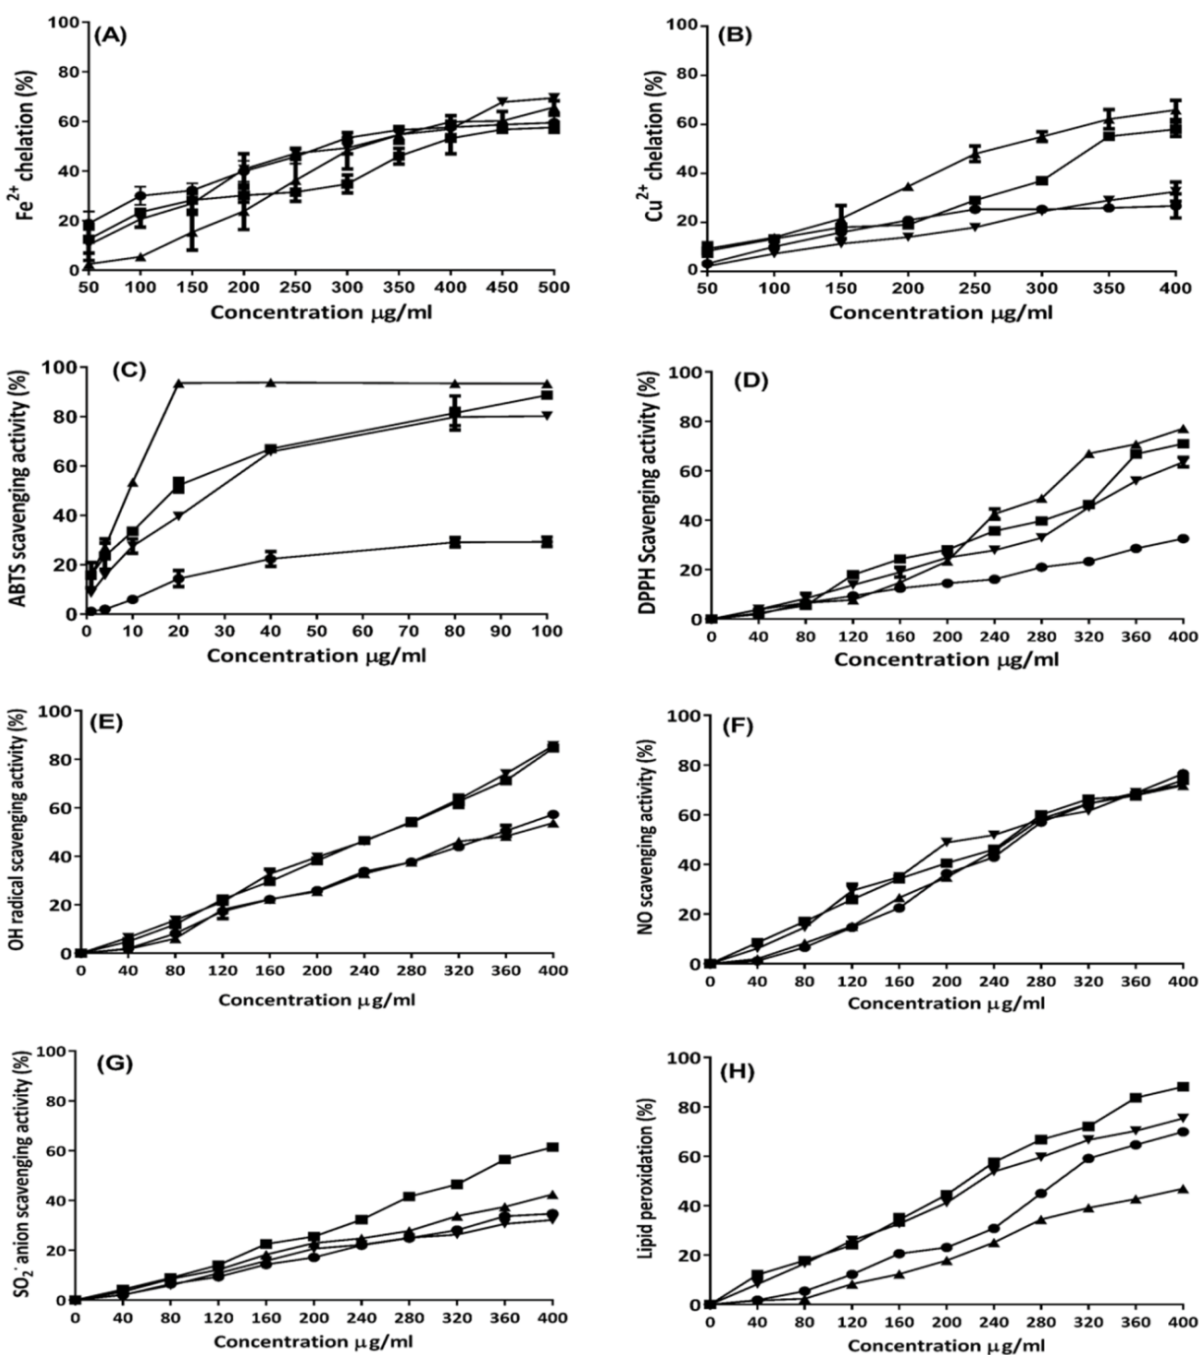 (A)
Fe2+ chelation (%)
100
80
60
40
20
0
50 100 150 200 250 300 350 400 450 500
Concentration μg/ml
(B)
Cu2+ chelation (%)
100
80
60
40
20
0
50 100 150 200 250 300 350 400
Concentration μg/ml
(C)
ABTS scavenging activity (%)
100
80
60
40
20
0
0 10 20 30 40 50 60 70 80 90 100
Concentration μg/ml
(D)
DPPH Scavenging activity (%)
100
80
60
40
20
0
0 40 80 120 160 200 240 280 320 360 400
Concentration μg/ml
(E)
OH radical scavenging activity (%)
100
80
60
40
20
0
0 40 80 120 160 200 240 280 320 360 400
Concentration μg/ml
(F)
NO scavenging activity (%)
100
80
60
40
20
0
0 40 80 120 160 200 240 280 320 360 400
Concentration μg/ml
(G)
SO2·- anion scavenging activity (%)
100
80
60
40
20
0
0 40 80 120 160 200 240 280 320 360 400
Concentration μg/ml
(H)
Lipid peroxidation (%)
100
80
60
40
20
0
0 40 80 120 160 200 240 280 320 360 400
Concentration μg/ml